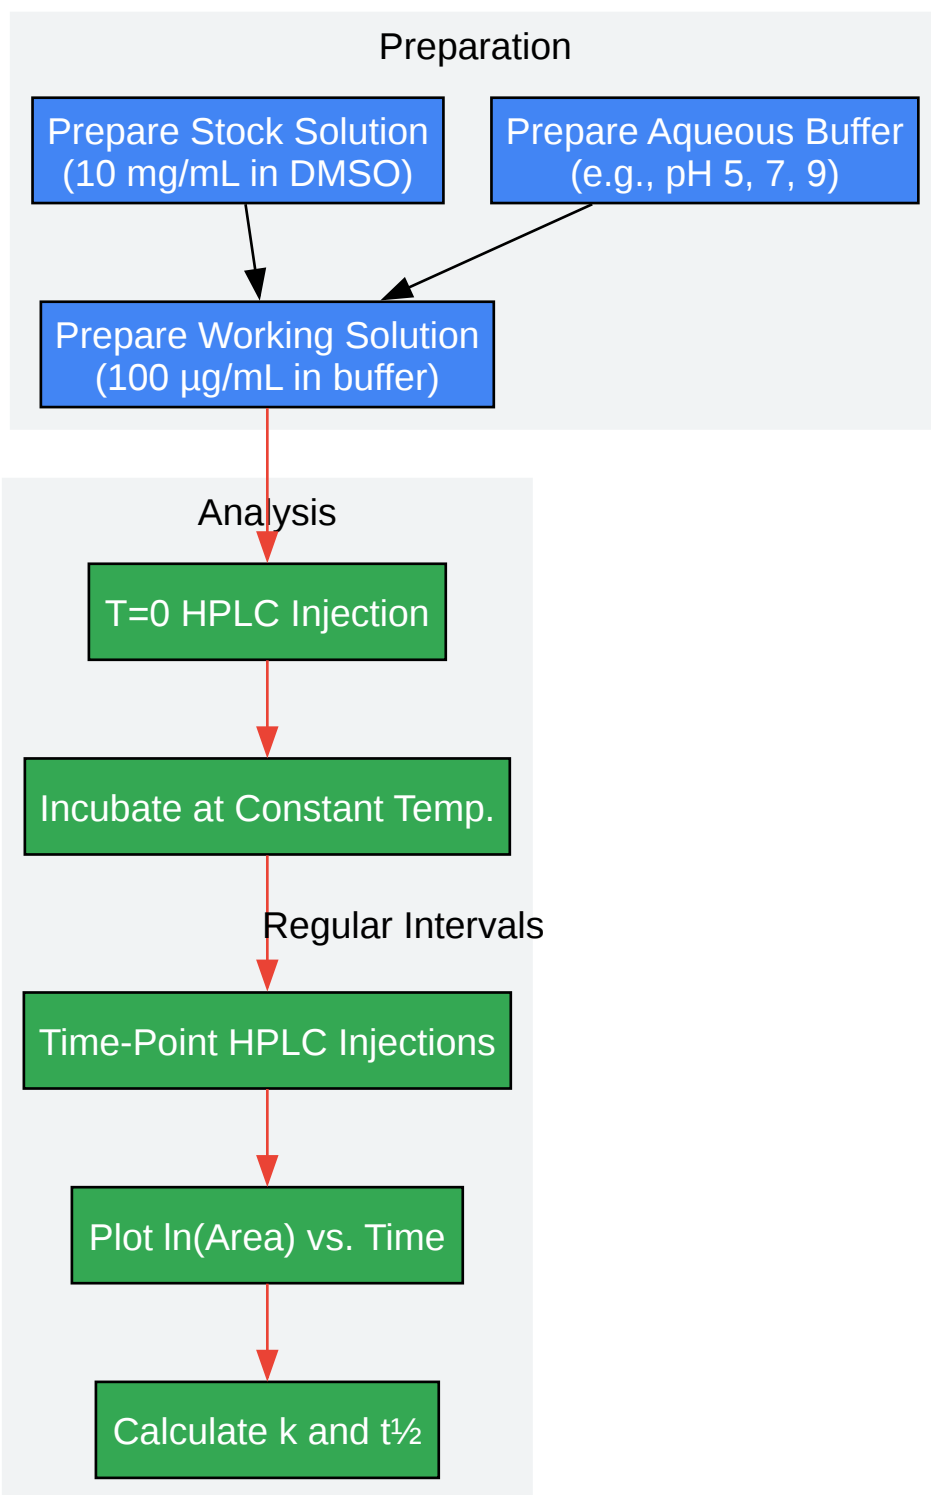 Preparation
Prepare Stock Solution
(10 mg/mL in DMSO)
Prepare Aqueous Buffer
(e.g., pH 5, 7, 9)
Prepare Working Solution
(100 µg/mL in buffer)
Analysis
T=0 HPLC Injection
Incubate at Constant Temp.
Regular Intervals
Time-Point HPLC Injections
Plot ln(Area) vs. Time
Calculate k and t½